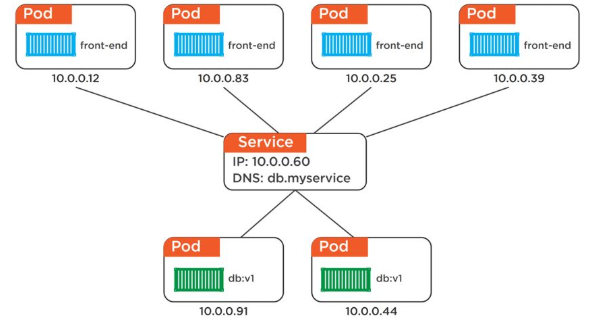 Pod
front-end
10.0.0.12
Pod
front-end
10.0.0.83
Pod
front-end
10.0.0.25
Pod
front-end
10.0.0.39
Service
IP: 10.0.0.60
DNS: db.myservice
Pod
db:v1
10.0.0.91
Pod
db:v1
10.0.0.44